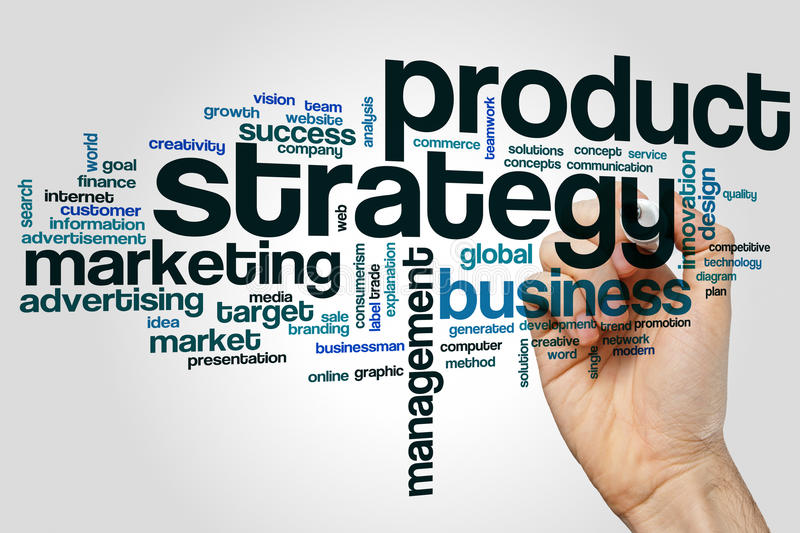 product
vision team
growth website
success
analysis
creativity company
commerce
teamwork
solutions concept service
concepts communication
world
goal
finance
strategy
innovation
design
quality
search
internet
customer
information
advertisement
web
marketing
consumerism
label trade
explanation
management
global
competitive
technology
diagram
plan
advertising
media
target
sale
branding
business
idea
market
presentation
businessman
generated development trend promotion
computer
creative network
word
modern
single
solution
method
online graphic